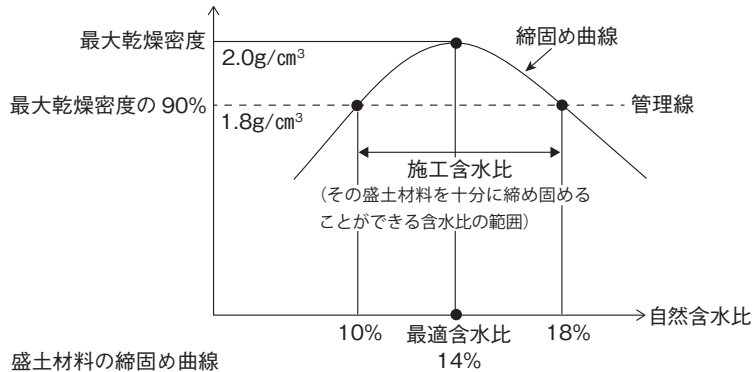 最大乾燥密度
2.0g/cm³
締固め曲線
最大乾燥密度の 90%
1.8g/cm³
管理線
施工含水比
(その盛土材料を十分に締め固める
ことができる含水比の範囲)
自然含水比
10%
最適含水比
18%
14%
盛土材料の締固め曲線